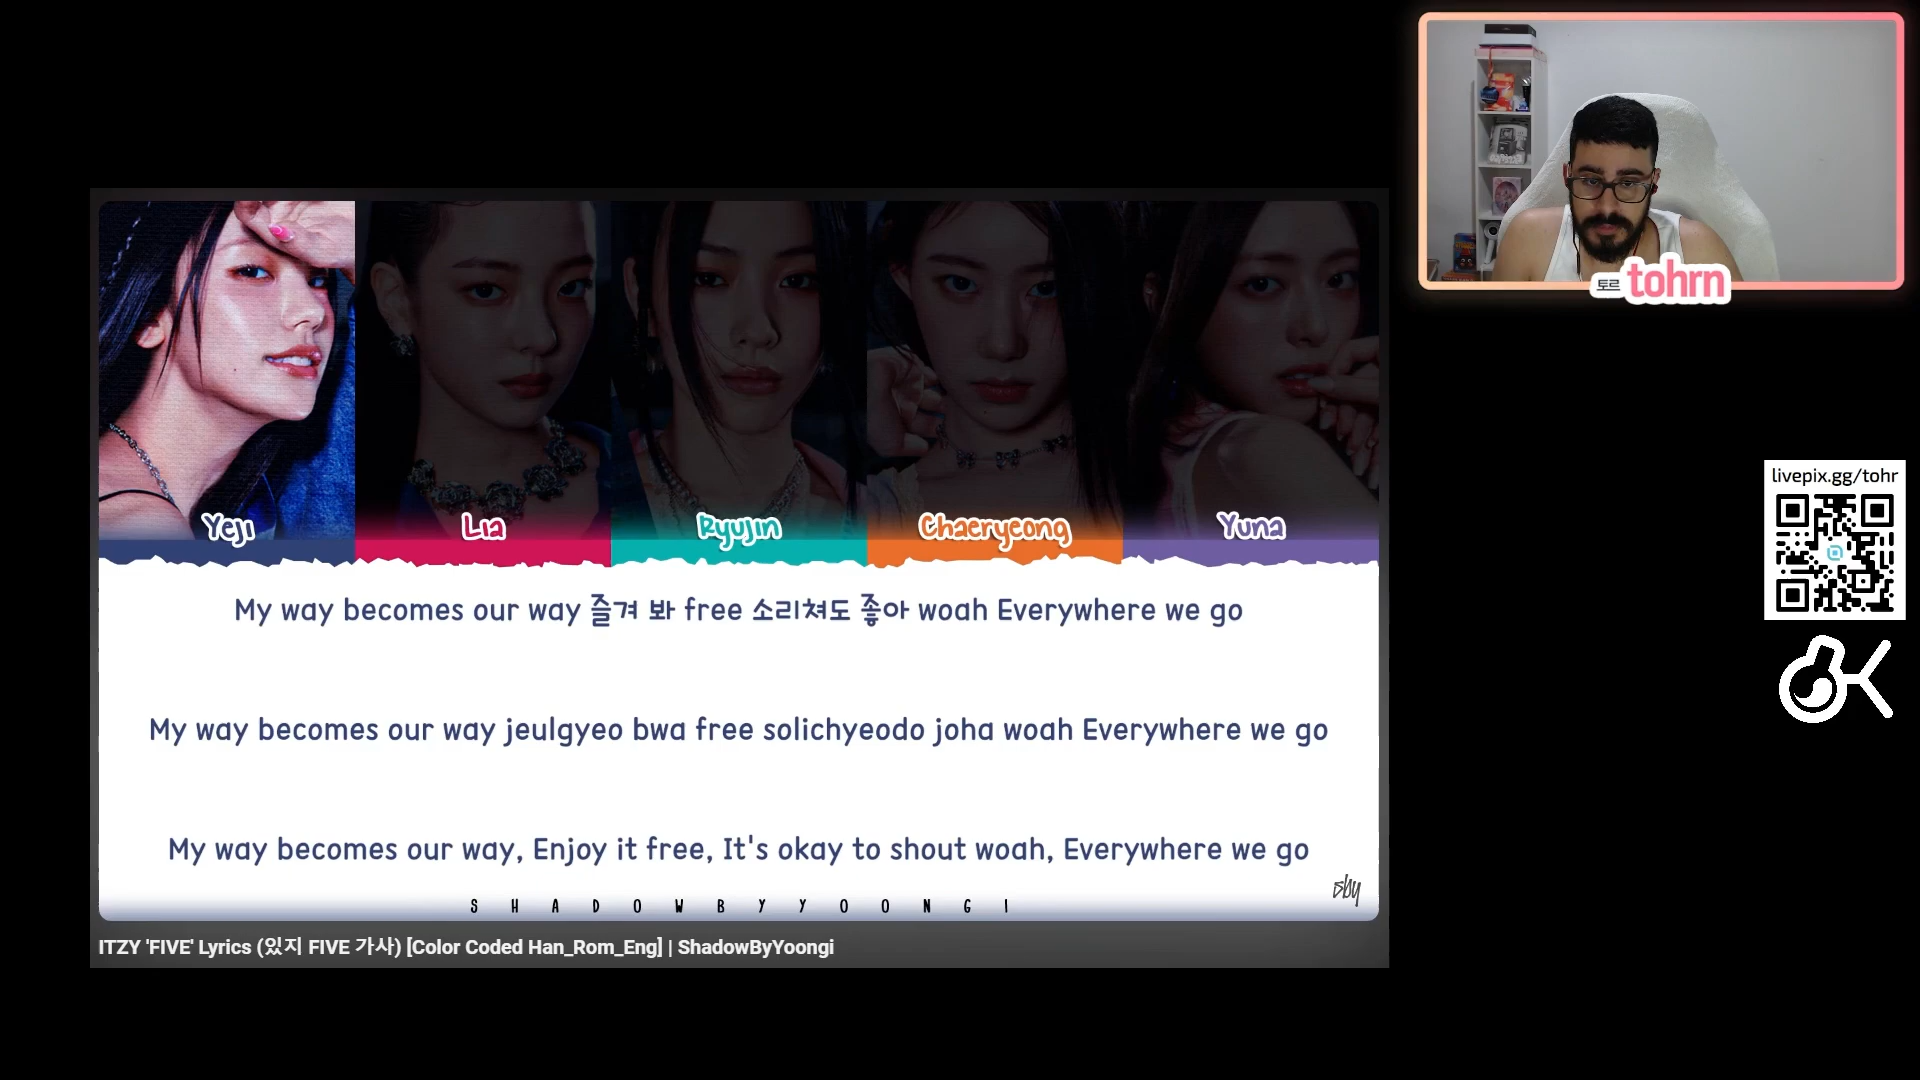 Yeji
Lia
Ryujin
Chaeryeong
Yuna
My way becomes our way 즐겨 봐 free 소리쳐도 좋아 woah Everywhere we go
My way becomes our way jeulgyeo bwa free solichyeodo joha woah Everywhere we go
My way becomes our way, Enjoy it free, It's okay to shout woah, Everywhere we go
sby
SHADOWBYYOONGI
ITZY 'FIVE' Lyrics (있지 FIVE 가사) [Color Coded Han_Rom_Eng] | ShadowByYoongi
토르 tohrn
livepix.gg/tohr